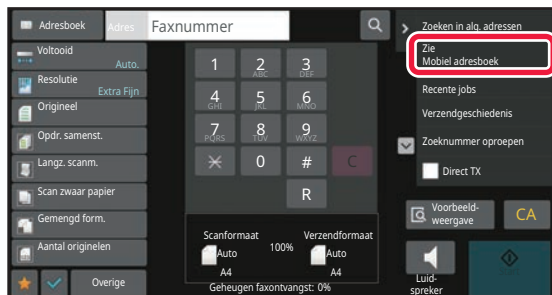 Adresboek
Adres
Faxnummer
Voltooid
Auto.
Resolutie
Extra Fijn
Origineel
Opdr. samenst.
Langz. scanm.
Scan zwaar papier
Gemengd form.
Aantal originelen
Overige
1
2
ABC
3
DEF
4
GHI
5
JKL
6
MNO
7
PQRS
8
TUV
9
WXYZ
0
#
C
R
Scanformaat
Auto
A4
100%
Verzendformaat
Auto
A4
Geheugen faxontvangst: 0%
Zoeken in alg. adressen
Zie
Mobiel adresboek
Recente jobs
Verzendgeschiedenis
Zoeknummer oproepen
Direct TX
Voorbeeld-
weergave
CA
Luid-
spreker